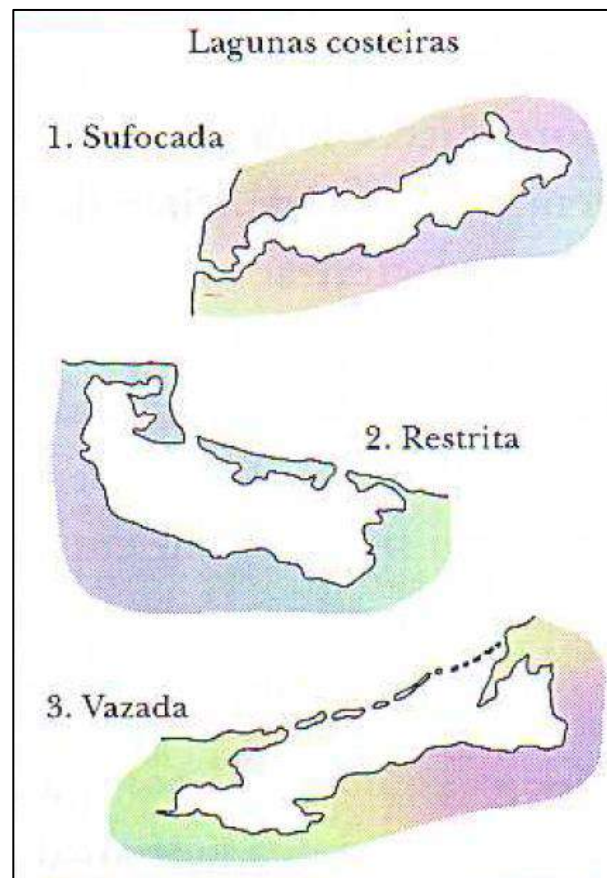 Lagunas costeiras
1. Sufocada
2. Restrita
3. Vazada